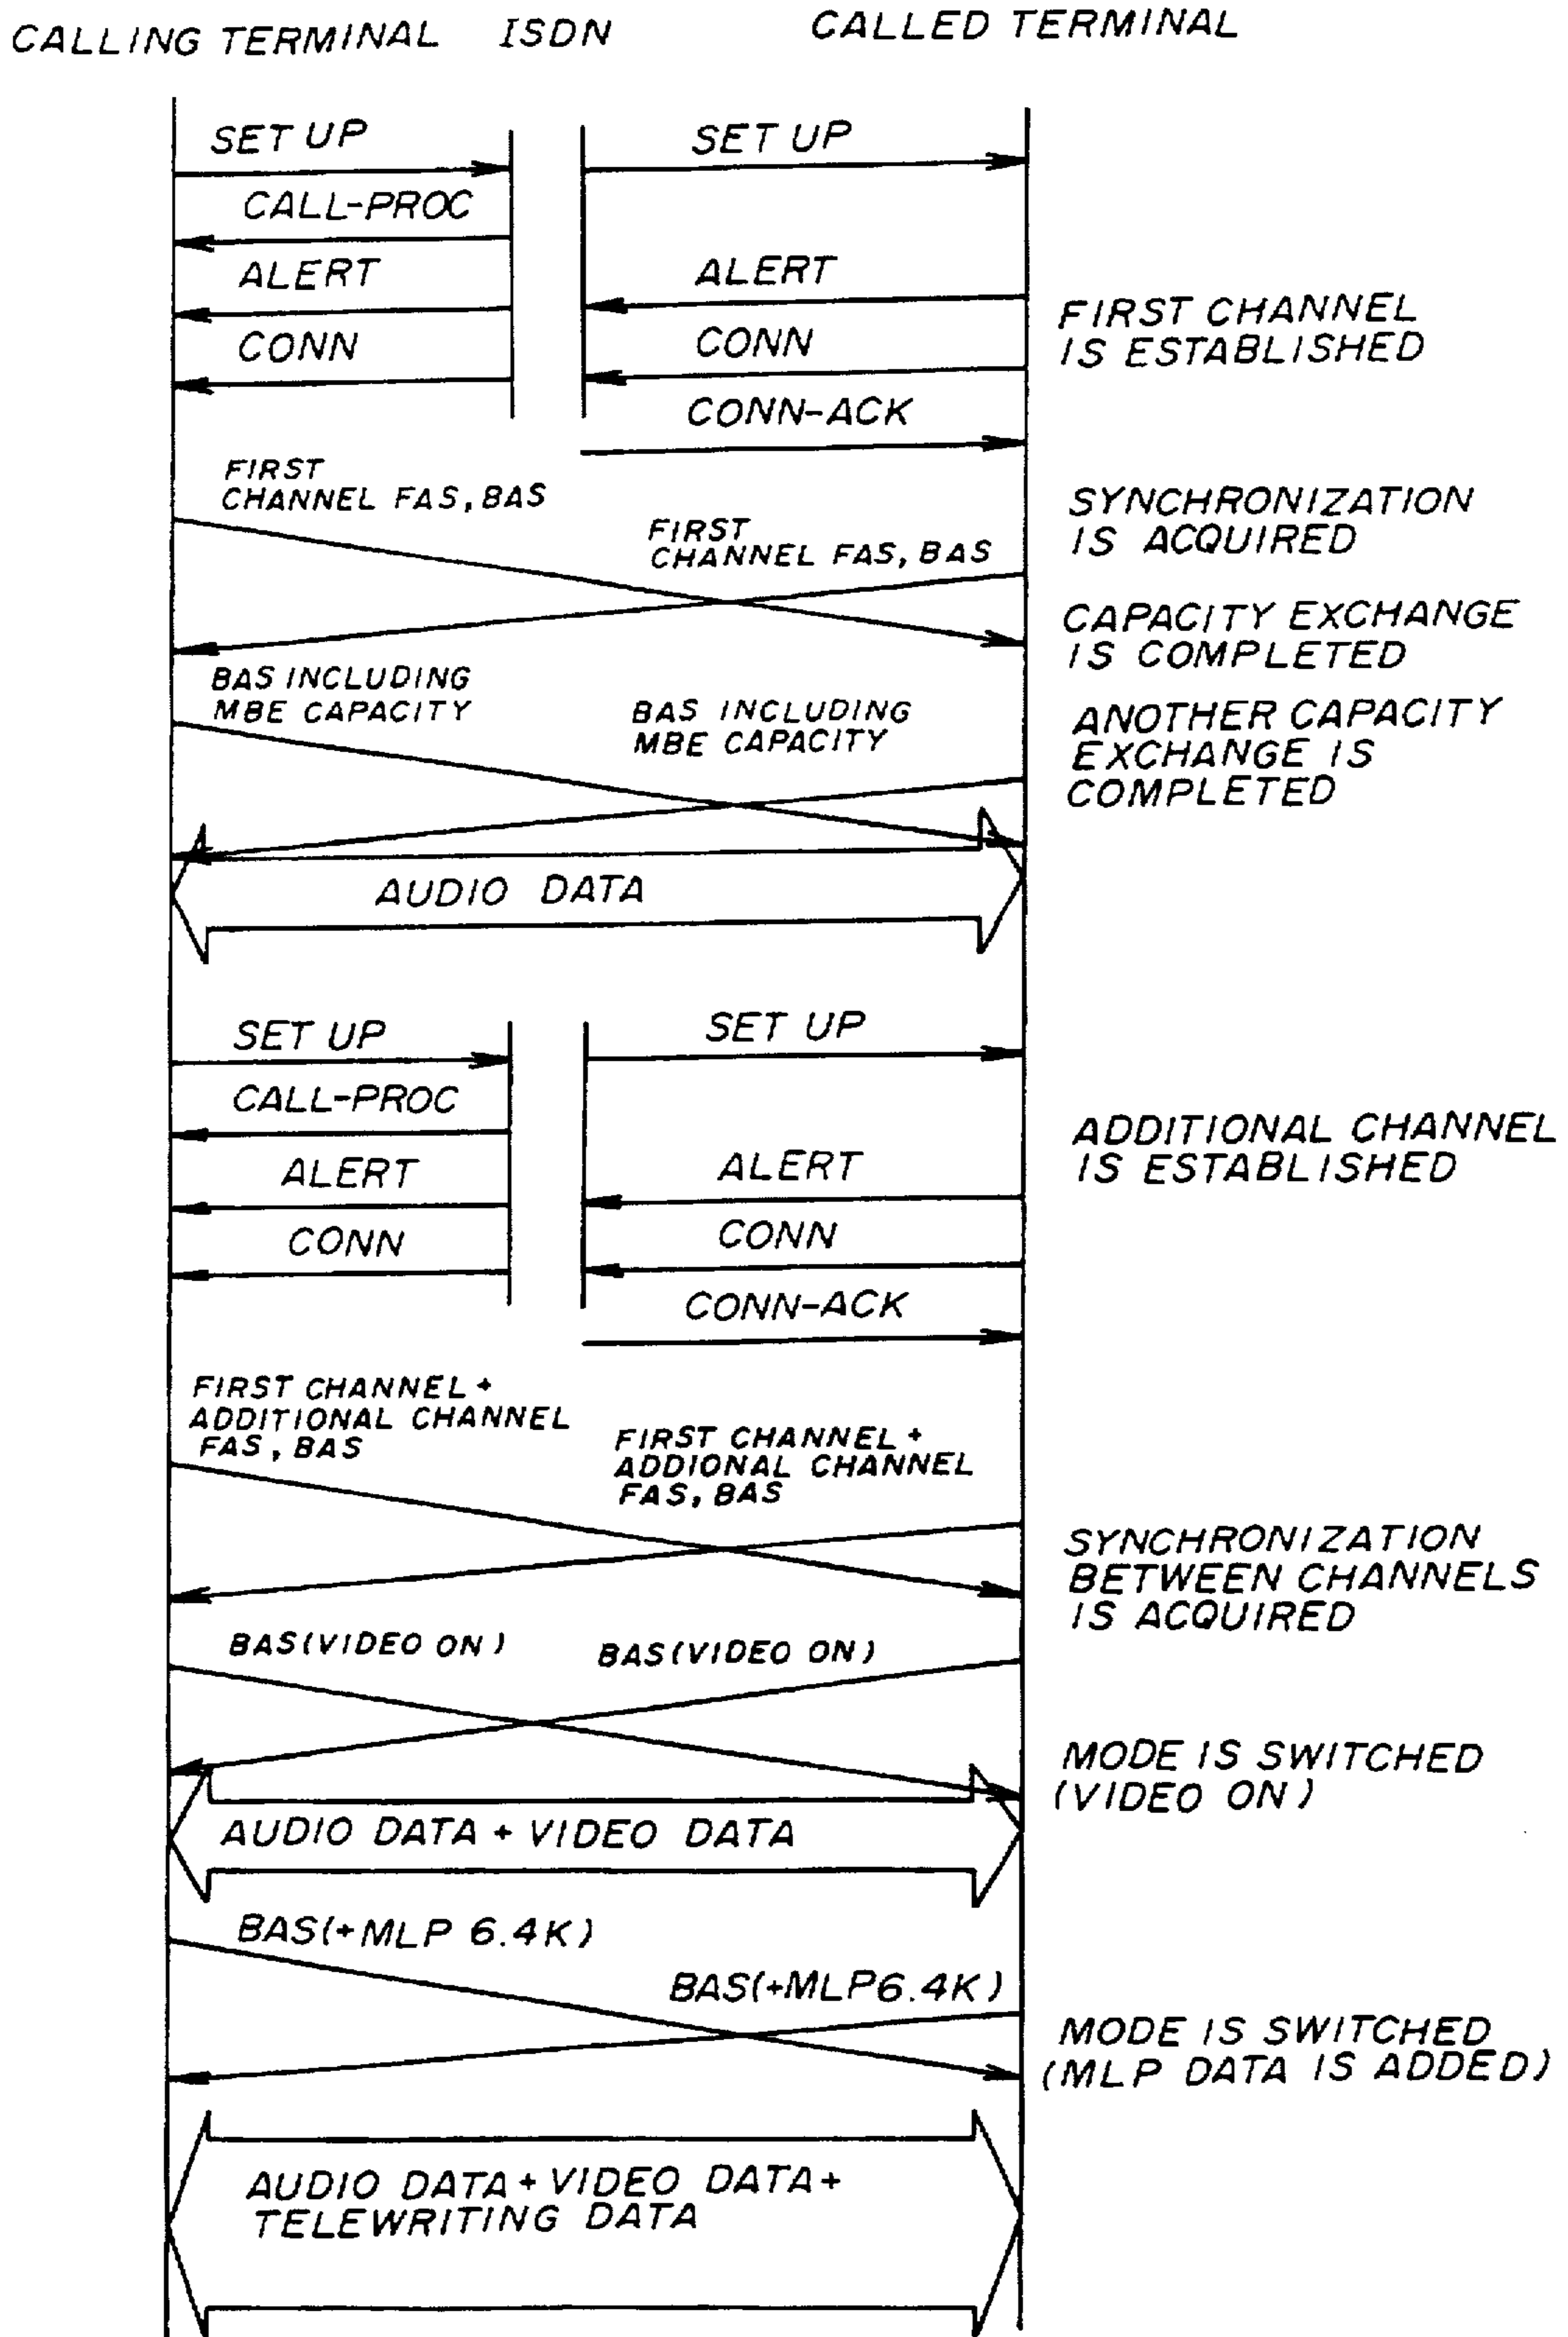 CALLING TERMINAL ISDN CALLED TERMINAL
SET UP
SET UP
CALL-PROC
ALERT
ALERT
FIRST CHANNEL
IS ESTABLISHED
CONN
CONN
CONN-ACK
FIRST
CHANNEL FAS, BAS
SYNCHRONIZATION
IS ACQUIRED
FIRST
CHANNEL FAS, BAS
CAPACITY EXCHANGE
IS COMPLETED
BAS INCLUDING
MBE CAPACITY
BAS INCLUDING
MBE CAPACITY
ANOTHER CAPACITY
EXCHANGE IS
COMPLETED
AUDIO DATA
SET UP
SET UP
CALL-PROC
ADDITIONAL CHANNEL
IS ESTABLISHED
ALERT
ALERT
CONN
CONN
CONN-ACK
FIRST CHANNEL +
ADDITIONAL CHANNEL
FAS, BAS
FIRST CHANNEL +
ADDIONAL CHANNEL
FAS, BAS
SYNCHRONIZATION
BETWEEN CHANNELS
IS ACQUIRED
BAS(VIDEO ON)
BAS(VIDEO ON)
MODE IS SWITCHED
(VIDEO ON)
AUDIO DATA + VIDEO DATA
BAS(+MLP 6.4K)
BAS(+MLP6.4K)
MODE IS SWITCHED
(MLP DATA IS ADDED)
AUDIO DATA + VIDEO DATA +
TELEWRITING DATA